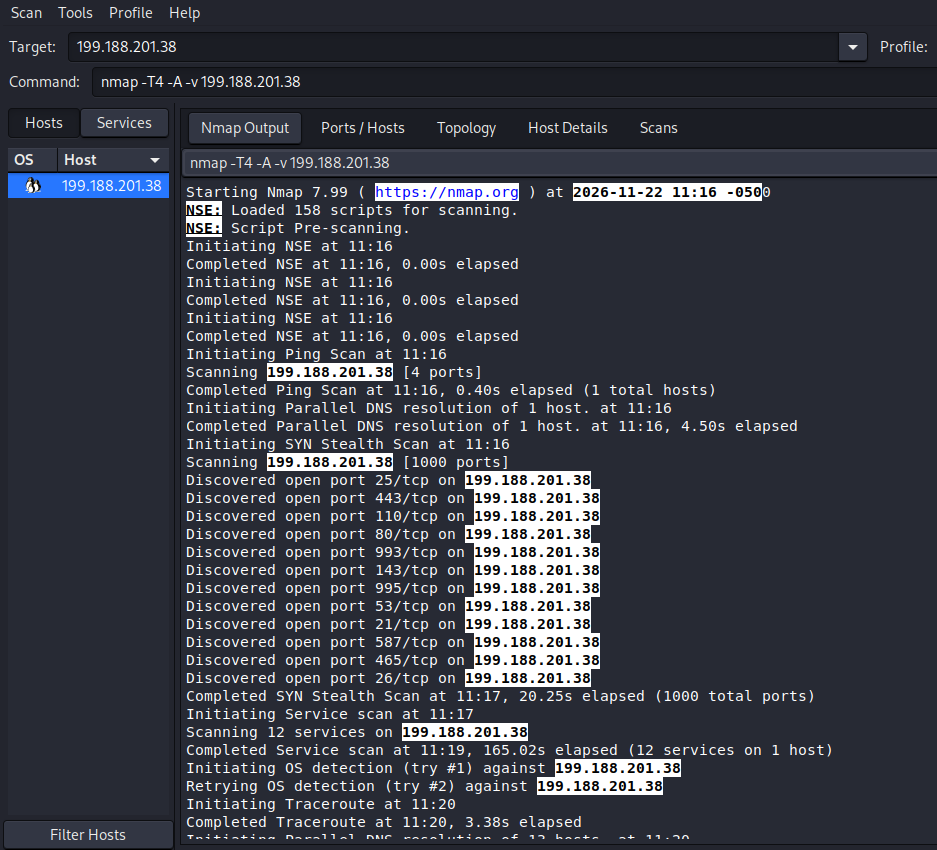 Scan Tools Profile Help
Target: 199.188.201.38 Profile:
Command: nmap -T4 -A -v 199.188.201.38
Hosts Services
Nmap Output Ports / Hosts Topology Host Details Scans
OS Host
199.188.201.38
nmap -T4 -A -v 199.188.201.38
Starting Nmap 7.99 ( https://nmap.org ) at 2026-11-22 11:16 -0500
NSE: Loaded 158 scripts for scanning.
NSE: Script Pre-scanning.
Initiating NSE at 11:16
Completed NSE at 11:16, 0.00s elapsed
Initiating NSE at 11:16
Completed NSE at 11:16, 0.00s elapsed
Initiating NSE at 11:16
Completed NSE at 11:16, 0.00s elapsed
Initiating Ping Scan at 11:16
Scanning 199.188.201.38 [4 ports]
Completed Ping Scan at 11:16, 0.40s elapsed (1 total hosts)
Initiating Parallel DNS resolution of 1 host. at 11:16
Completed Parallel DNS resolution of 1 host. at 11:16, 4.50s elapsed
Initiating SYN Stealth Scan at 11:16
Scanning 199.188.201.38 [1000 ports]
Discovered open port 25/tcp on 199.188.201.38
Discovered open port 443/tcp on 199.188.201.38
Discovered open port 110/tcp on 199.188.201.38
Discovered open port 80/tcp on 199.188.201.38
Discovered open port 993/tcp on 199.188.201.38
Discovered open port 143/tcp on 199.188.201.38
Discovered open port 995/tcp on 199.188.201.38
Discovered open port 53/tcp on 199.188.201.38
Discovered open port 21/tcp on 199.188.201.38
Discovered open port 587/tcp on 199.188.201.38
Discovered open port 465/tcp on 199.188.201.38
Discovered open port 26/tcp on 199.188.201.38
Completed SYN Stealth Scan at 11:17, 20.25s elapsed (1000 total ports)
Initiating Service scan at 11:17
Scanning 12 services on 199.188.201.38
Completed Service scan at 11:19, 165.02s elapsed (12 services on 1 host)
Initiating OS detection (try #1) against 199.188.201.38
Retrying OS detection (try #2) against 199.188.201.38
Initiating Traceroute at 11:20
Completed Traceroute at 11:20, 3.38s elapsed
Initiating Parallel DNS resolution of 13 hosts. at 11:20
Filter Hosts